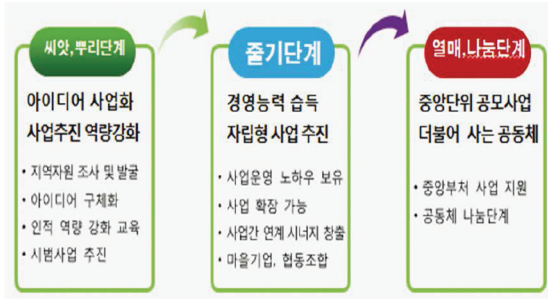 씨앗,뿌리단계
아이디어 사업화
사업추진 역량강화
• 지역자원 조사 및 발굴
• 아이디어 구체화
• 인적 역량 강화 교육
• 시범사업 추진
줄기단계
경영능력 습득
자립형 사업 추진
• 사업운영 노하우 보유
• 사업 확장 가능
• 사업간 연계 시너지 창출
• 마을기업, 협동조합
열매,나눔단계
중앙단위 공모사업
더불어 사는 공동체
• 중앙부처 사업 지원
• 공동체 나눔단계